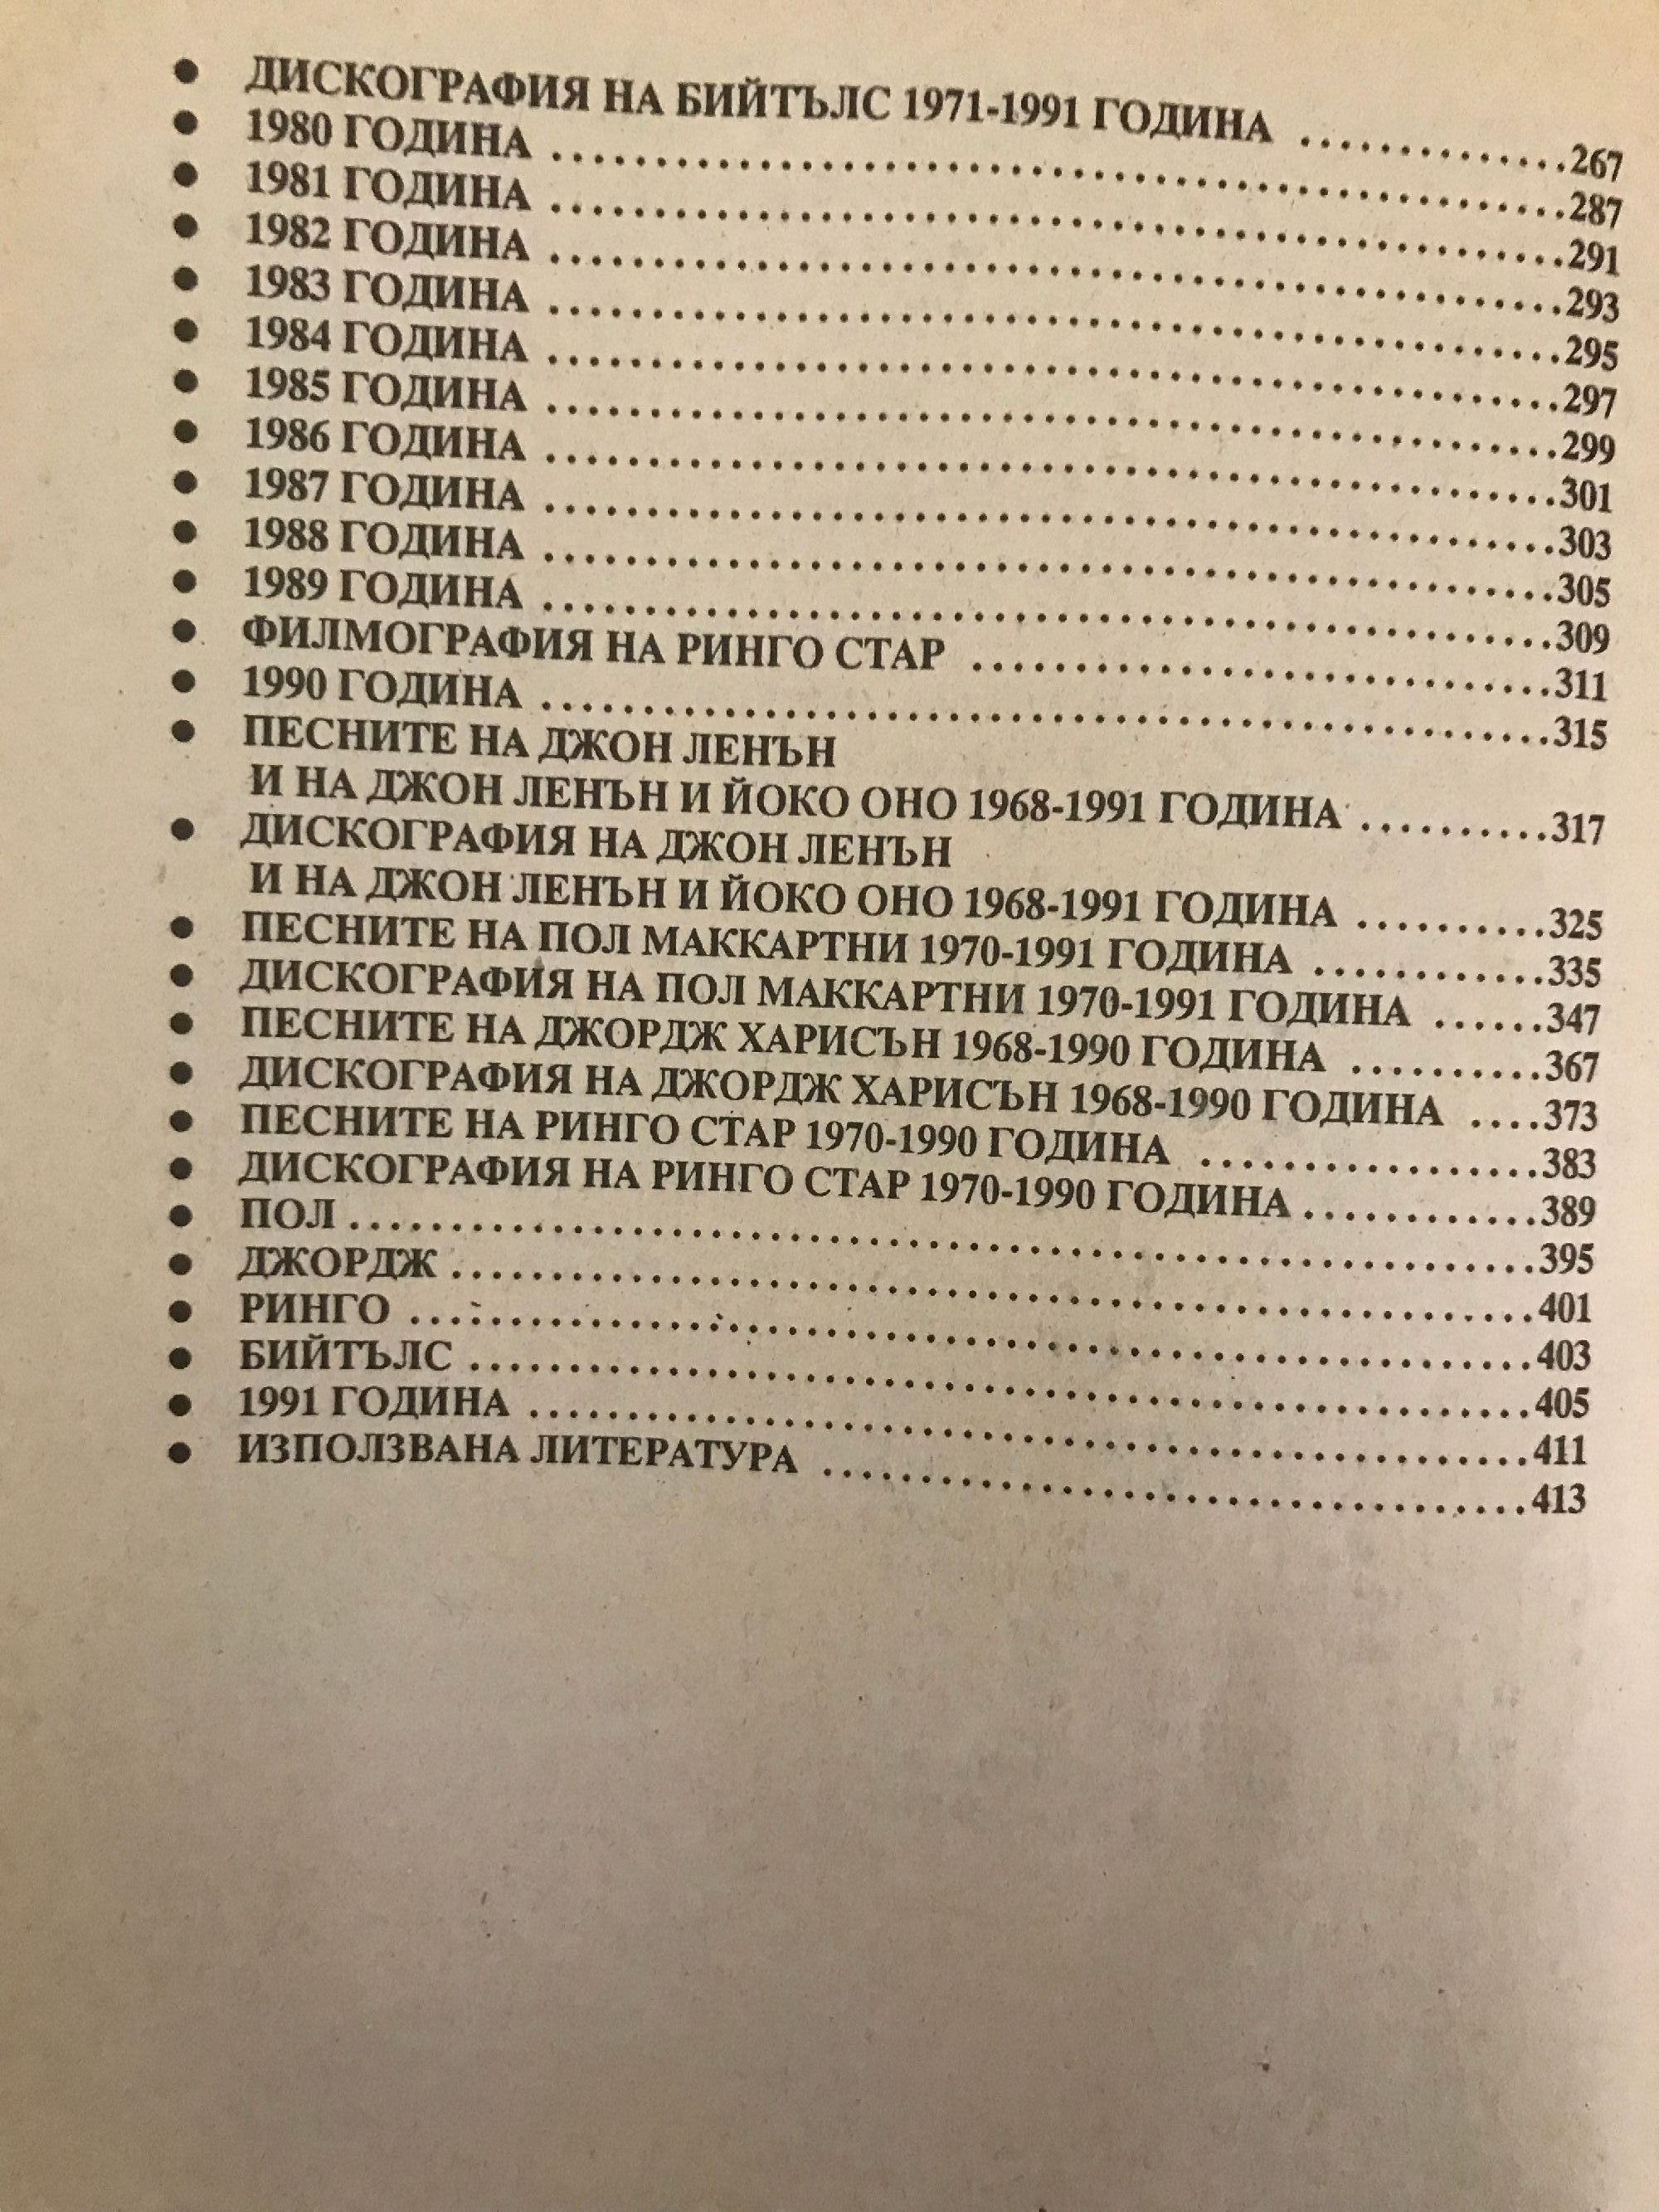 ● ДИСКОГРАФИЯ НА БИЙТЪЛС 1971-1991 ГОДИНА ..............267
● 1980 ГОДИНА ..............287
● 1981 ГОДИНА ..............291
● 1982 ГОДИНА ..............293
● 1983 ГОДИНА ..............295
● 1984 ГОДИНА ..............297
● 1985 ГОДИНА ..............299
● 1986 ГОДИНА ..............301
● 1987 ГОДИНА ..............303
● 1988 ГОДИНА ..............305
● 1989 ГОДИНА ..............309
● ФИЛМОГРАФИЯ НА РИНГО СТАР ..............311
● 1990 ГОДИНА ..............315
● ПЕСНИТЕ НА ДЖОН ЛЕНЪН
И НА ДЖОН ЛЕНЪН И ЙОКО ОНО 1968-1991 ГОДИНА ..........317
● ДИСКОГРАФИЯ НА ДЖОН ЛЕНЪН
И НА ДЖОН ЛЕНЪН И ЙОКО ОНО 1968-1991 ГОДИНА ..........325
● ПЕСНИТЕ НА ПОЛ МАККАРТНИ 1970-1991 ГОДИНА ............335
● ДИСКОГРАФИЯ НА ПОЛ МАККАРТНИ 1970-1991 ГОДИНА ......347
● ПЕСНИТЕ НА ДЖОРДЖ ХАРИСЪН 1968-1990 ГОДИНА ..........367
● ДИСКОГРАФИЯ НА ДЖОРДЖ ХАРИСЪН 1968-1990 ГОДИНА ....373
● ПЕСНИТЕ НА РИНГО СТАР 1970-1990 ГОДИНА ..............383
● ДИСКОГРАФИЯ НА РИНГО СТАР 1970-1990 ГОДИНА ............389
● ПОЛ ..............395
● ДЖОРДЖ ..............401
● РИНГО ..............403
● БИЙТЪЛС ..............405
● 1991 ГОДИНА ..............411
● ИЗПОЛЗВАНА ЛИТЕРАТУРА ..............413